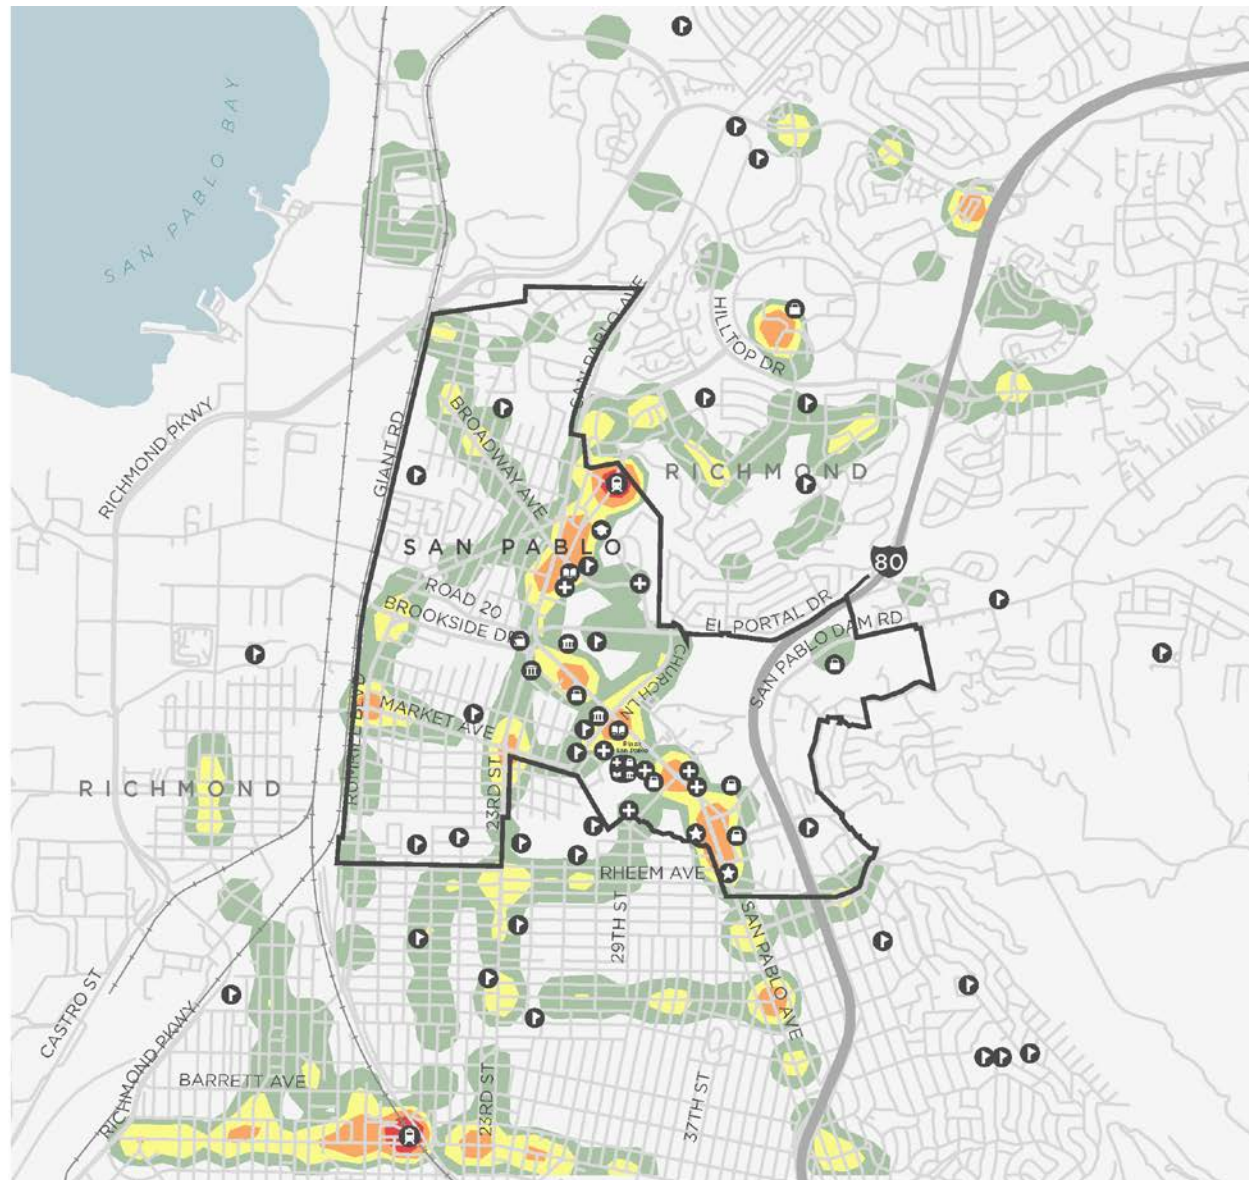 SAN PABLO BAY
SAN PABLO AVE
HILLTOP DR
RICHMOND PKWY
GIANT RD
BROADWAY AVE
RICHMOND
SAN PABLO
80
ROAD 20
BROOKSIDE DR
EL PORTAL DR
SAN PABLO DAM RD
CHURCH LN
RUMRILL BLVD
MARKET AVE
RICHMOND
23RD ST
RHEEM AVE
29TH ST
SAN PABLO AVE
CASTRO ST
RICHMOND PKWY
BARRETT AVE
23RD ST
37TH ST